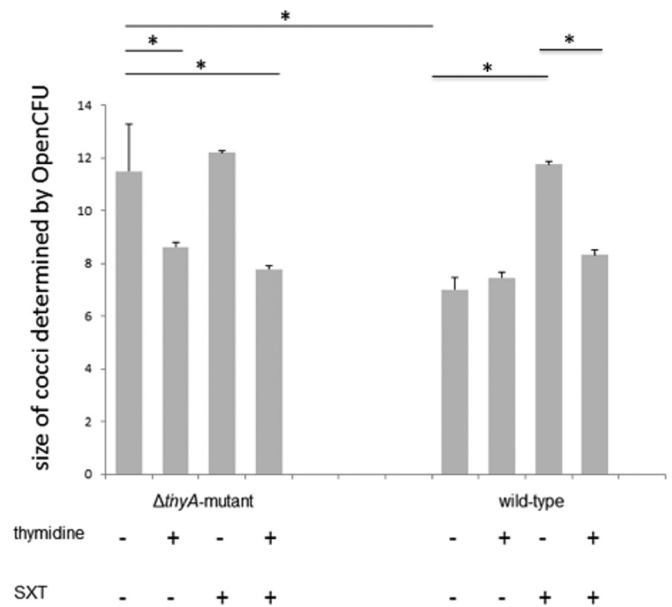 *
* *
* *
size of cocci determined by OpenCFU
14
12
10
8
6
4
2
0
ΔthyA-mutant wild-type
thymidine - + - + - + - +
SXT - - + + - - + +